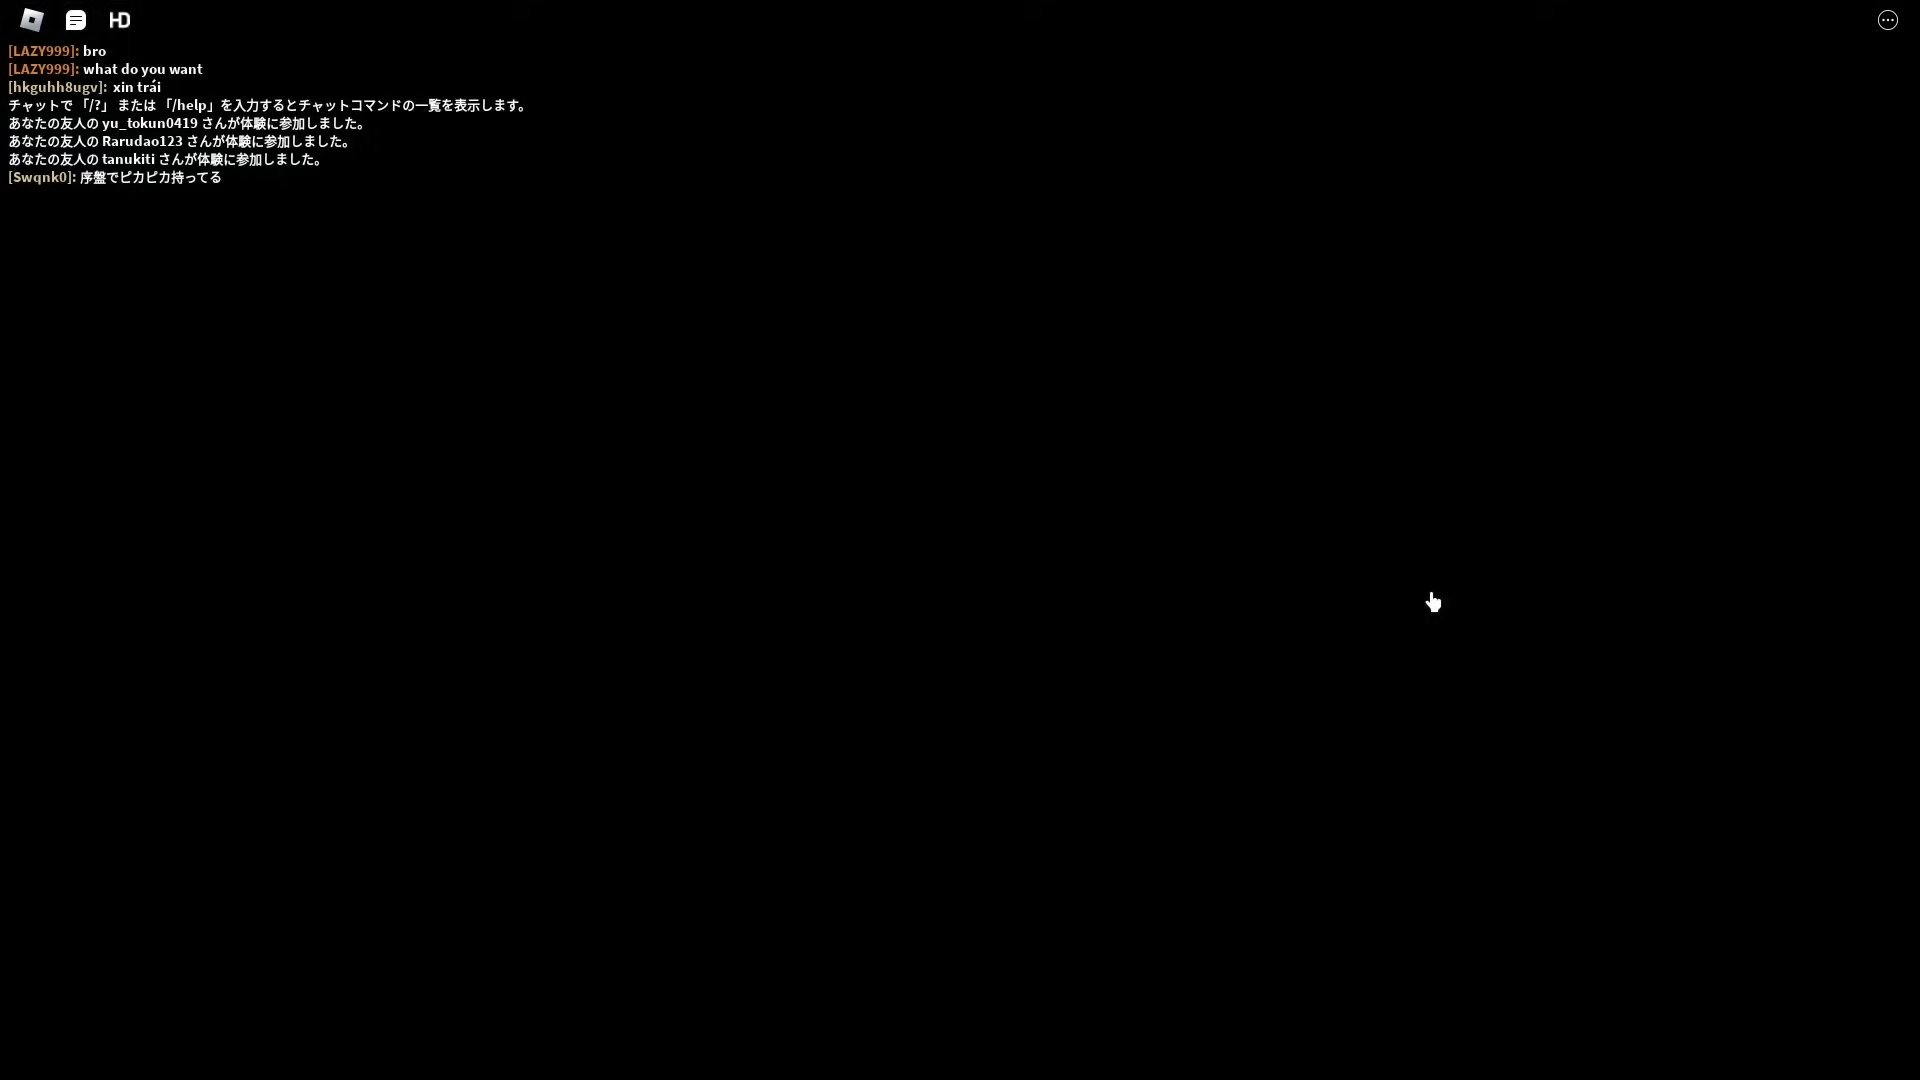 HD
[LAZY999]: bro
[LAZY999]: what do you want
[hkguhh8ugv]: xin trái
チャットで 「/?」 または 「/help」を入力するとチャットコマンドの一覧を表示します。
あなたの友人の yu_tokun0419 さんが体験に参加しました。
あなたの友人の Rarudao123 さんが体験に参加しました。
あなたの友人の tanukiti さんが体験に参加しました。
[Swqnk0]: 序盤でピカピカ持ってる